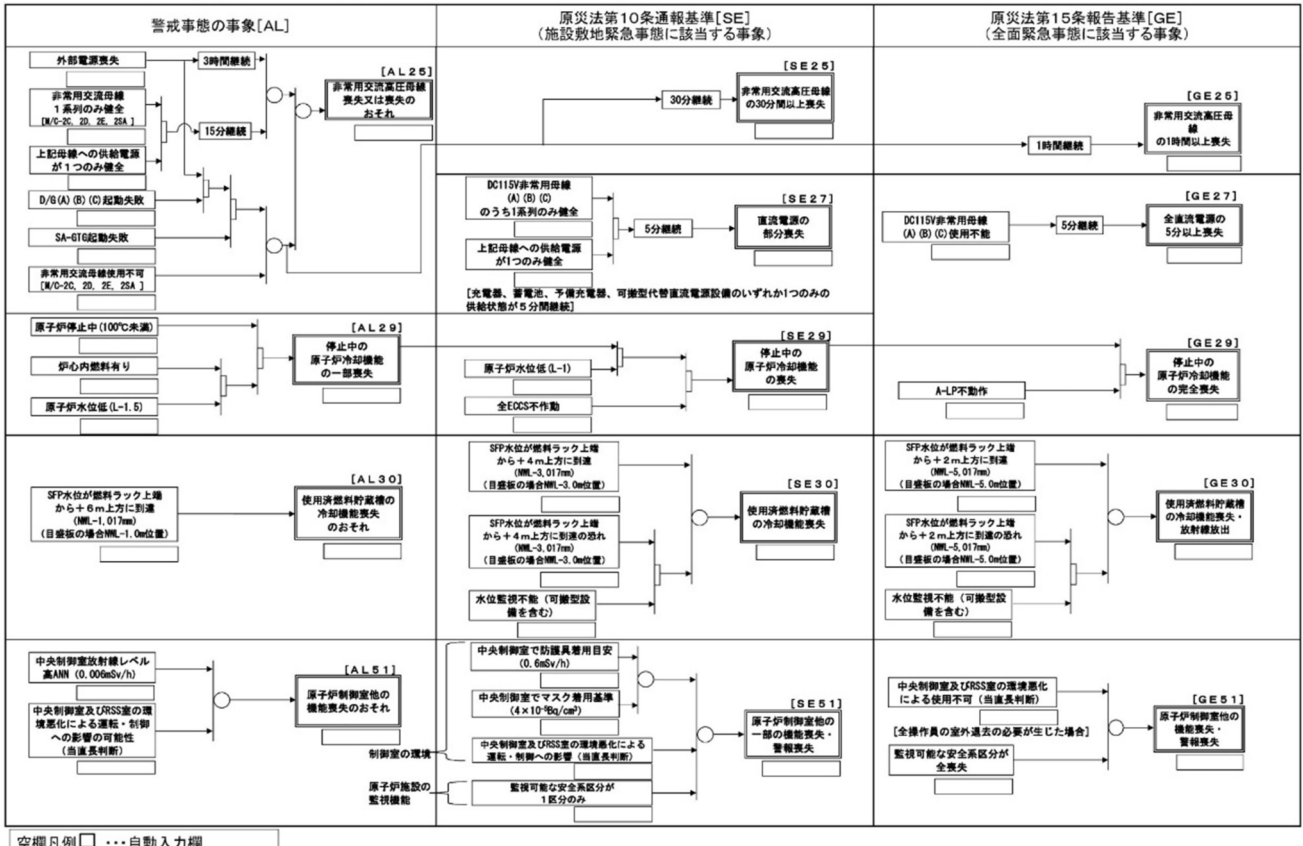 警戒事態の事象[AL]
原災法第10条通報基準[SE]
(施設敷地緊急事態に該当する事象)
原災法第15条報告基準[GE]
(全面緊急事態に該当する事象)
外部電源喪失
3時間継続
非常用交流母線
1系列のみ健全
[M/C-2C, 2D, 2E, 2SA ]
15分継続
上記母線への供給電源
が1つのみ健全
D/G(A)(B)(C)起動失敗
SA-GTG起動失敗
非常用交流母線使用不可
[M/C-2C, 2D, 2E, 2SA ]
[AL25]
非常用交流高圧母線
喪失又は喪失の
おそれ
30分継続
[SE25]
非常用交流高圧母線
の30分間以上喪失
1時間継続
[GE25]
非常用交流高圧母
線
の1時間以上喪失
DC115V非常用母線
(A)(B)(C)
のうち1系列のみ健全
上記母線への供給電源
が1つのみ健全
5分継続
[SE27]
直流電源の
部分喪失
[充電器、蓄電池、予備充電器、可搬型代替直流電源設備のいずれか1つのみの
供給状態が5分間継続]
DC115V非常用母線
(A)(B)(C)使用不能
5分継続
[GE27]
全直流電源の
5分以上喪失
原子炉停止中(100℃未満)
炉心内燃料有り
原子炉水位低(L-1.5)
[AL29]
停止中の
原子炉冷却機能
の一部喪失
原子炉水位低(L-1)
全ECCS不作動
[SE29]
停止中の
原子炉冷却機能
の喪失
A-LP不動作
[GE29]
停止中の
原子炉冷却機能
の完全喪失
SFP水位が燃料ラック上端
から+6m上方に到達
(NWL-1,017mm)
(目盛板の場合NWL-1.0m位置)
[AL30]
使用済燃料貯蔵槽の
冷却機能喪失
のおそれ
SFP水位が燃料ラック上端
から+4m上方に到達
(NWL-3,017mm)
(目盛板の場合NWL-3.0m位置)
SFP水位が燃料ラック上端
から+4m上方に到達の恐れ
(NWL-3,017mm)
(目盛板の場合NWL-3.0m位置)
水位監視不能(可搬型設
備を含む)
[SE30]
使用済燃料貯蔵槽
の冷却機能喪失
SFP水位が燃料ラック上端
から+2m上方に到達
(NWL-5,017mm)
(目盛板の場合NWL-5.0m位置)
SFP水位が燃料ラック上端
から+2m上方に到達の恐れ
(NWL-5,017mm)
(目盛板の場合NWL-5.0m位置)
水位監視不能(可搬型設
備を含む)
[GE30]
使用済燃料貯蔵槽
の冷却機能喪失・
放射線放出
中央制御室放射線レベル
高ANN (0.006mSv/h)
中央制御室及びRSS室の環
境悪化による運転・制御
への影響の可能性
(当直長判断)
[AL51]
原子炉制御室他の
機能喪失のおそれ
制御室の環境
原子炉施設の
監視機能
中央制御室で防護具着用目安
(0.6mSv/h)
中央制御室でマスク着用基準
(4×10⁻⁵Bq/cm³)
中央制御室及びRSS室の環境悪化による
運転・制御への影響 (当直長判断)
監視可能な安全系区分が
1区分のみ
[SE51]
原子炉制御室他の
一部の機能喪失・
警報喪失
中央制御室及びRSS室の環境悪化
による使用不可 (当直長判断)
[全操作員の室外退去の必要が生じた場合]
監視可能な安全系区分が
全喪失
[GE51]
原子炉制御室他の
機能喪失・
警報喪失
空欄凡例 ・・・自動入力欄